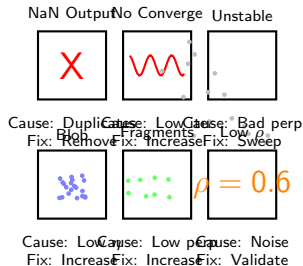 NaN Output No Converge Unstable
X
Cause: Duplicates Cause: Low iter Cause: Bad perp
Fix: Remove Fix: Increase Fix: Sweep
Blob Fragments Low ρ
ρ = 0.6
Cause: Low η Cause: Low perp Cause: Noise
Fix: Increase Fix: Increase Fix: Validate